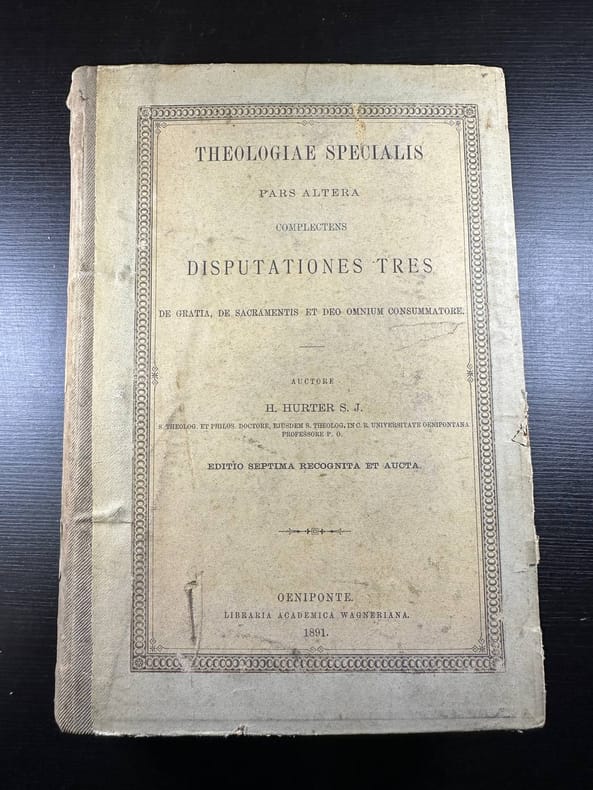 THEOLOGIAE SPECIALIS
PARS ALTERA
COMPLECTENS
DISPUTATIONES TRES
DE GRATIA, DE SACRAMENTIS ET DEO OMNIUM CONSUMMATORE.
AUCTORE
H. HURTER S. J.
S. THEOLOG. ET PHILOS. DOCTORE, EJUSDEM S. THEOLOG. IN C. R. UNIVERSITATE OENIPONTANA
PROFESSORE P. O.
EDITIO SEPTIMA RECOGNITA ET AUCTA.
OENIPONTE.
LIBRARIA ACADEMICA WAGNERIANA.
1891.